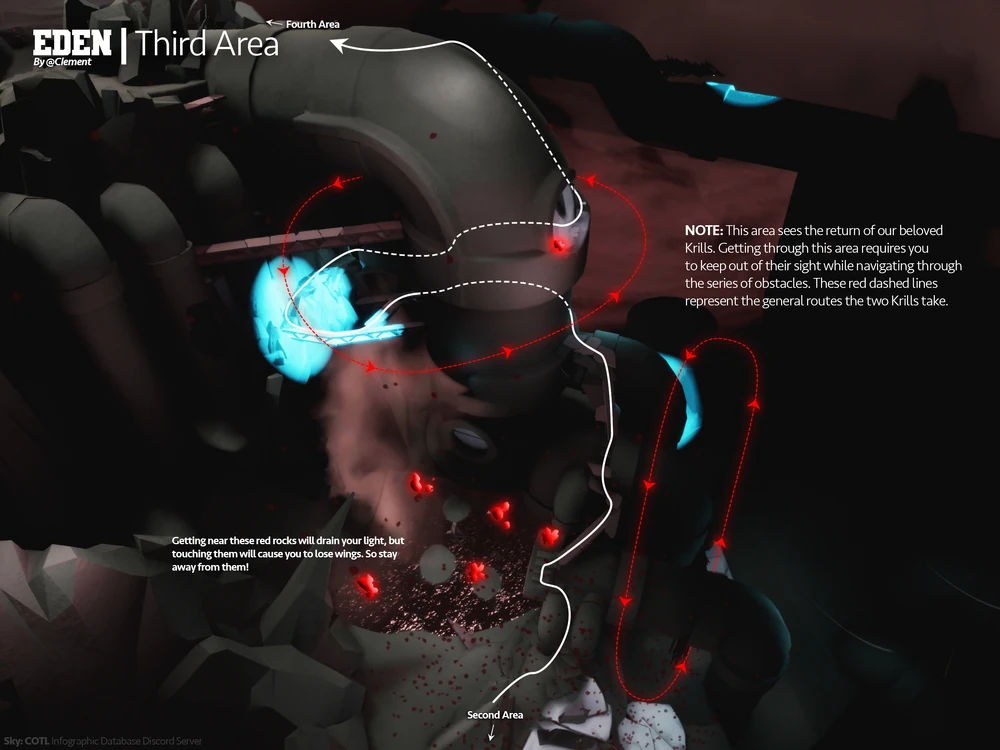 Fourth Area
EDEN | Third Area
By @Clement
NOTE: This area sees the return of our beloved
Krills. Getting through this area requires you
to keep out of their sight while navigating through
the series of obstacles. These red dashed lines
represent the general routes the two Krills take.
Getting near these red rocks will drain your light, but
touching them will cause you to lose wings. So stay
away from them!
Second Area
Sky: COTL Infographic Database Discord Server